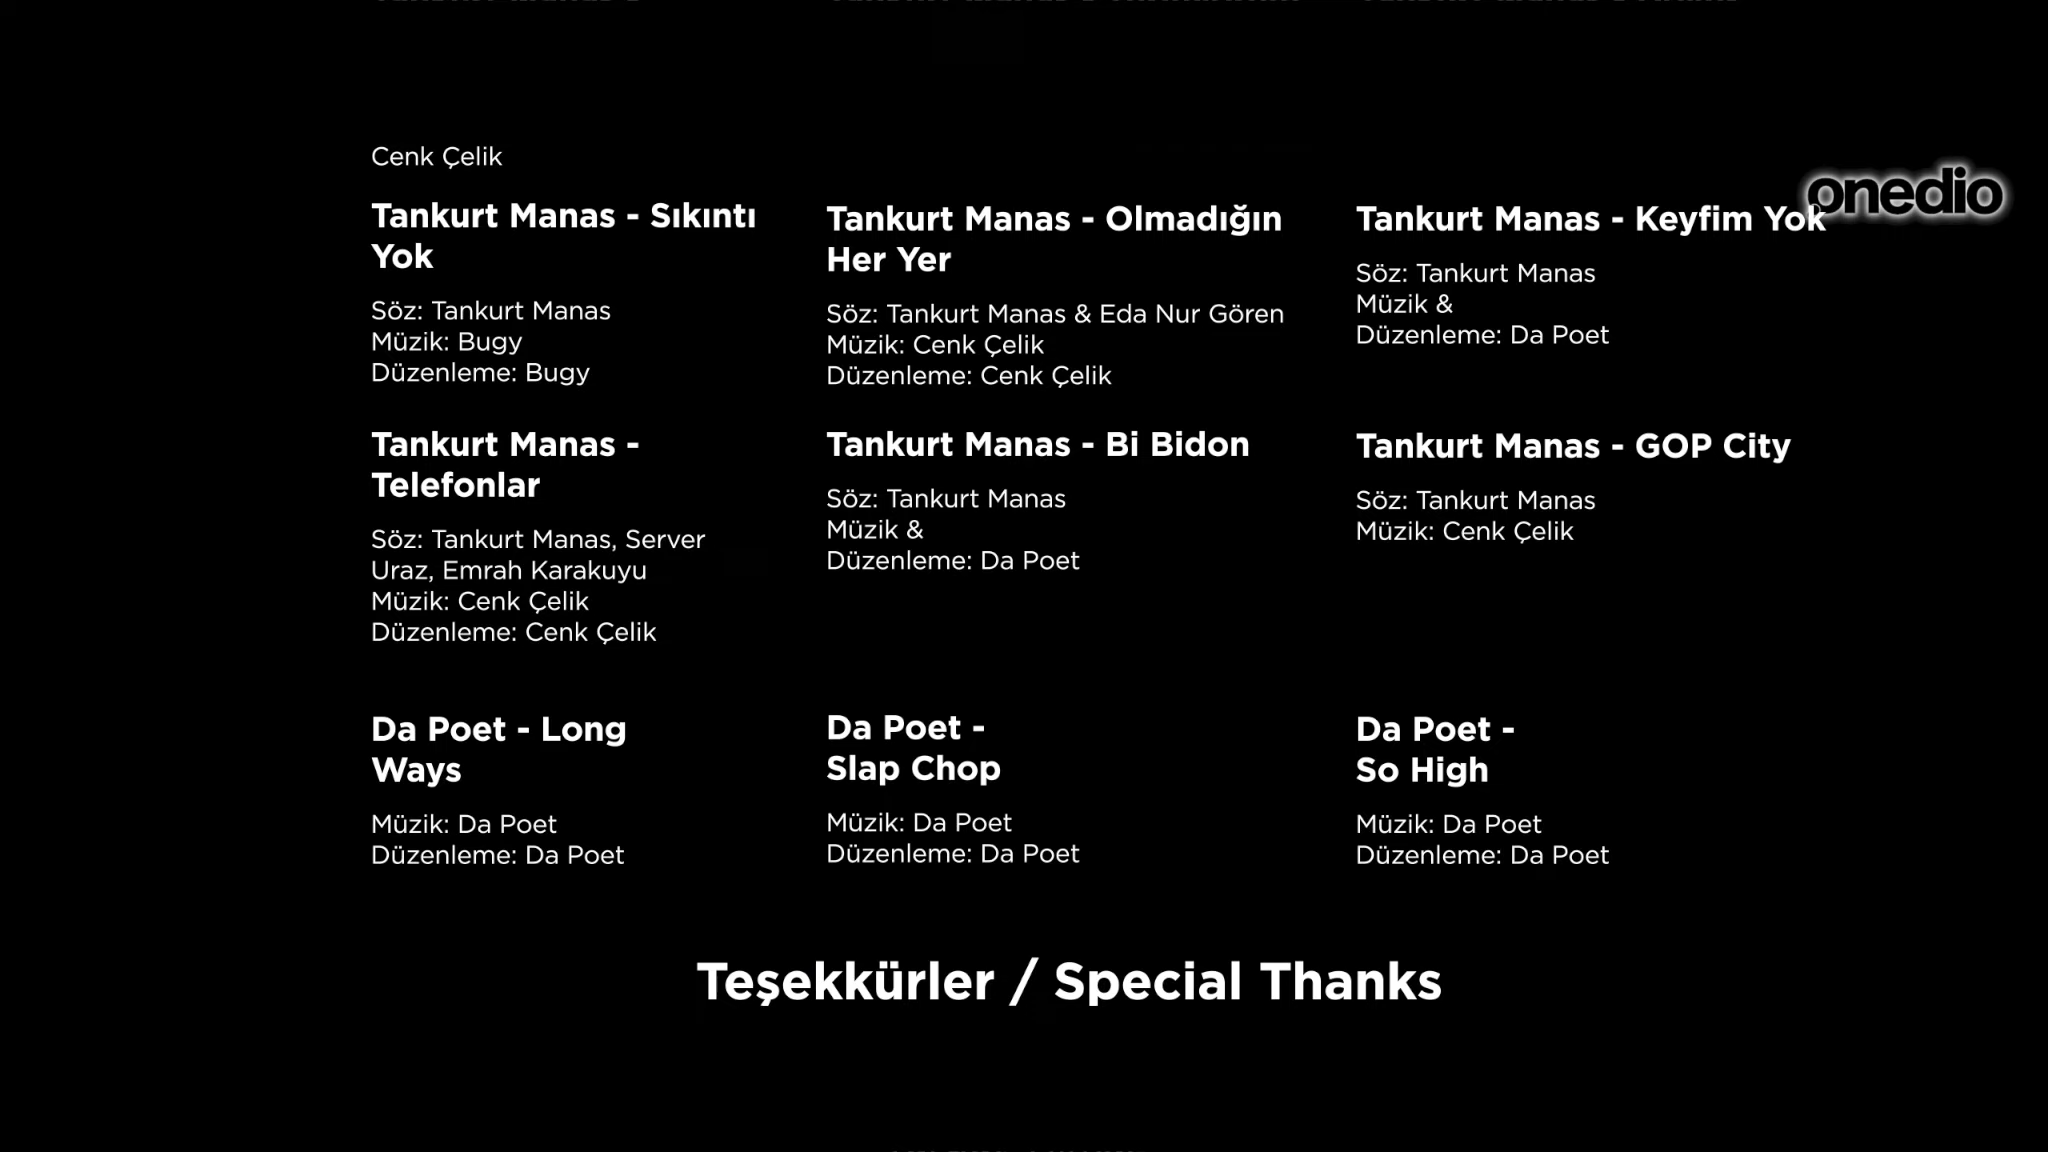 Cenk Çelik
Tankurt Manas - Sıkıntı
Yok
Söz: Tankurt Manas
Müzik: Bugy
Düzenleme: Bugy
Tankurt Manas - Olmadığın
Her Yer
Söz: Tankurt Manas & Eda Nur Gören
Müzik: Cenk Çelik
Düzenleme: Cenk Çelik
Tankurt Manas - Keyfim Yok
Söz: Tankurt Manas
Müzik &
Düzenleme: Da Poet
onedio
Tankurt Manas -
Telefonlar
Söz: Tankurt Manas, Server
Uraz, Emrah Karakuyu
Müzik: Cenk Çelik
Düzenleme: Cenk Çelik
Tankurt Manas - Bi Bidon
Söz: Tankurt Manas
Müzik &
Düzenleme: Da Poet
Tankurt Manas - GOP City
Söz: Tankurt Manas
Müzik: Cenk Çelik
Da Poet - Long
Ways
Müzik: Da Poet
Düzenleme: Da Poet
Da Poet -
Slap Chop
Müzik: Da Poet
Düzenleme: Da Poet
Da Poet -
So High
Müzik: Da Poet
Düzenleme: Da Poet
Teşekkürler / Special Thanks